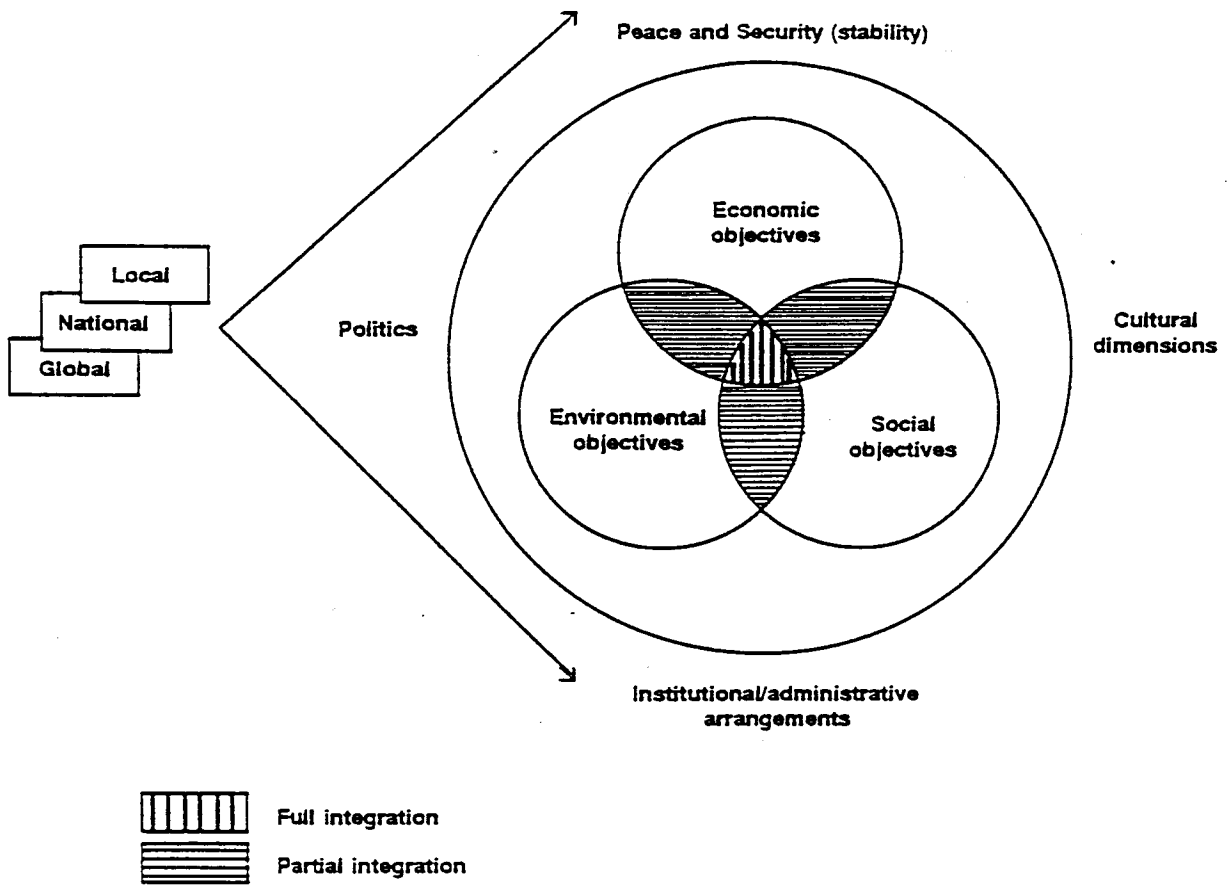 Peace and Security (stability)
Economic
objectives
Local
National
Global
Politics
Cultural
dimensions
Environmental
objectives
Social
objectives
Institutional/administrative
arrangements
Full integration
Partial integration